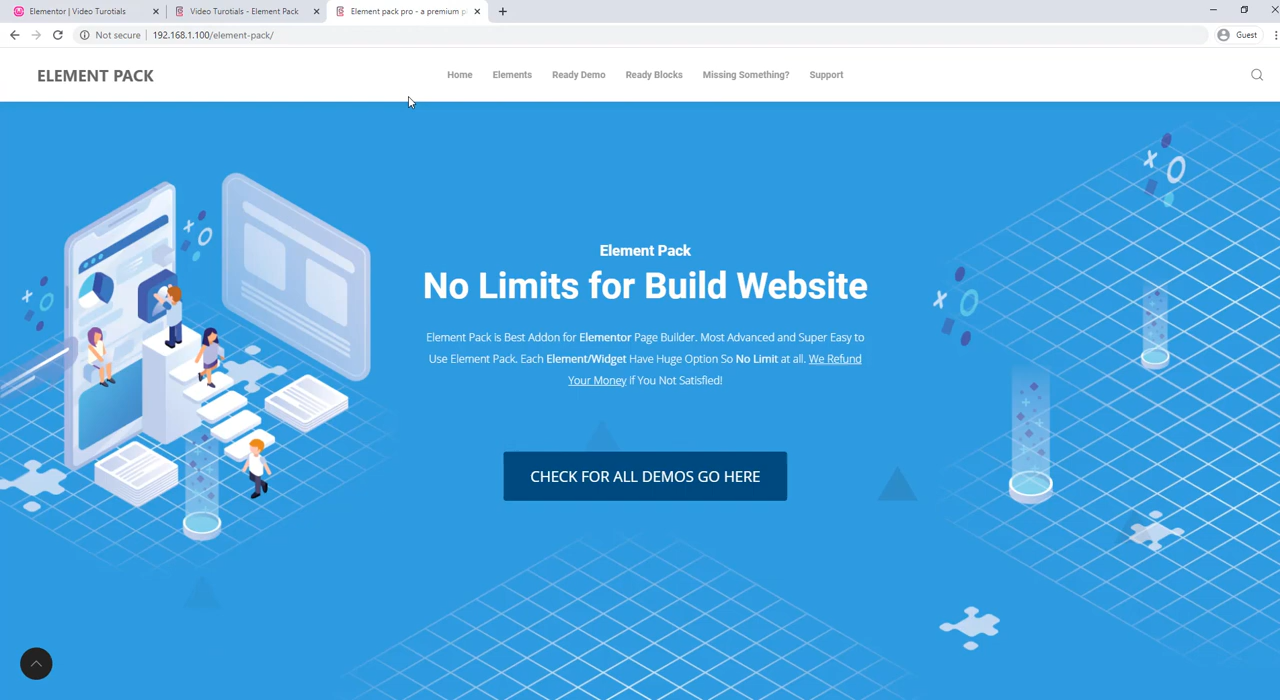 Elementor | Video Turotials
Video Turotials - Element Pack
Element pack pro - a premium p
Not secure
192.168.1.100/element-pack/
Guest
ELEMENT PACK
Home
Elements
Ready Demo
Ready Blocks
Missing Something?
Support
Element Pack
No Limits for Build Website
Element Pack is Best Addon for Elementor Page Builder. Most Advanced and Super Easy to
Use Element Pack. Each Element/Widget Have Huge Option So No Limit at all. We Refund
Your Money if You Not Satisfied!
CHECK FOR ALL DEMOS GO HERE